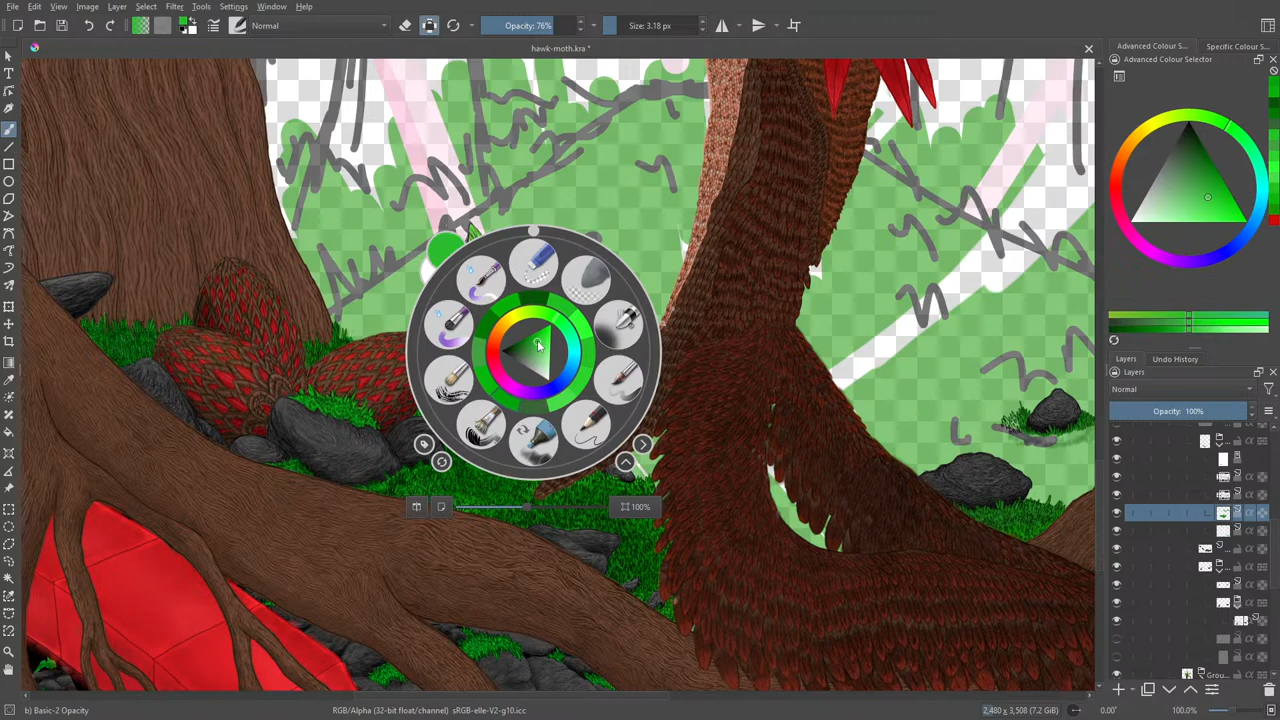 File Edit View Image Layer Select Filter Tools Settings Window Help
Normal Opacity: 76% Size: 3.18 px
hawk-moth.kra *
Advanced Colour S... Specific Colour S...
Advanced Colour Selector
100%
Layers Undo History
Layers
Normal
Opacity: 100%
Grou...
b) Basic-2 Opacity RGB/Alpha (32-bit float/channel) sRGB-elle-V2-g10.icc 2,480 x 3,508 (7.2 GiB) 0.00° 100.0%